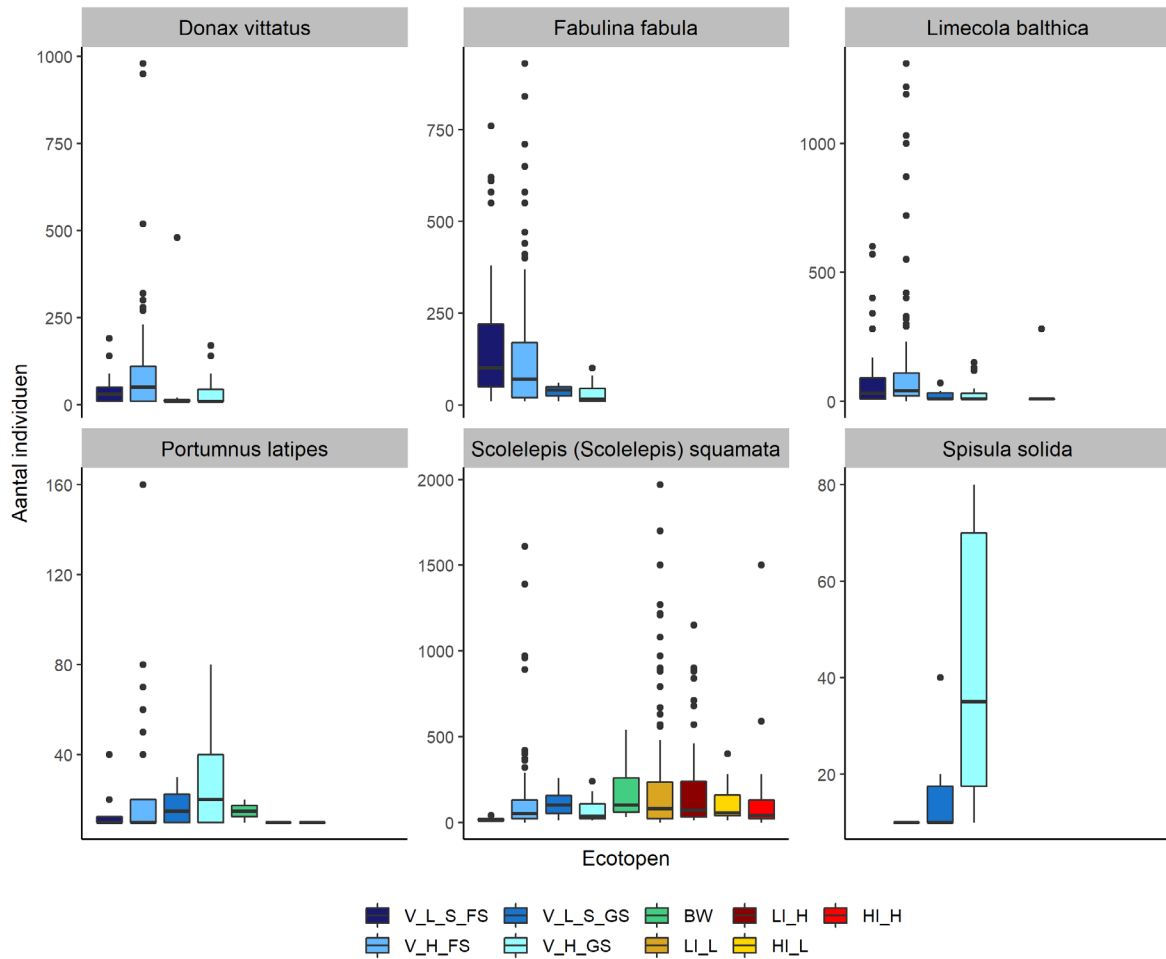 Donax vittatus
Fabulina fabula
Limecola balthica
1000
750
500
250
0
750
500
250
0
1000
500
0
Aantal individuen
Portumnus latipes
Scolelepis (Scolelepis) squamata
Spisula solida
160
120
80
40
2000
1500
1000
500
0
80
60
40
20
Ecotopen
V_L_S_FS V_L_S_GS BW LI_H HI_H
V_H_FS V_H_GS LI_L HI_L